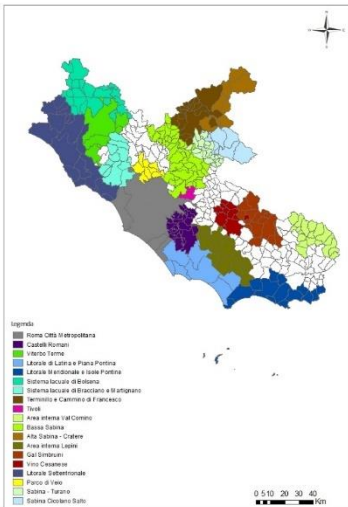 N
Legenda
Roma Città Metropolitana
Castelli Romani
Viterbo Terme
Litorale di Latina e Piana Pontina
Litorale Meridionale e Isole Pontine
Sistema lacuale di Bolsena
Sistema lacuale di Bracciano e Martignano
Terminillo e Cammino di Francesco
Tivoli
Area interna Val Comino
Bassa Sabina
Alta Sabina - Cratere
Area interna Lepini
Gal Simbruini
Vino Cesanese
Litorale Settentrionale
Parco di Veio
Sabina - Turano
Sabina Cicolano Salto
0 5 10 20 30 40
Km